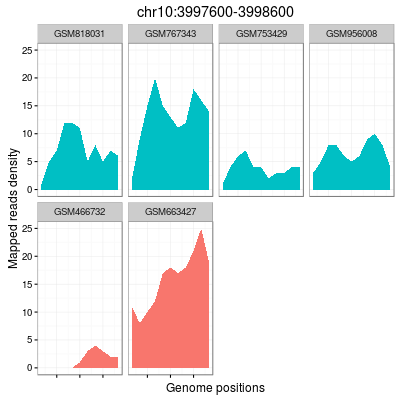 chr10:3997600-3998600
GSM818031 GSM767343 GSM753429 GSM956008
25
20
15
10
5
0
Mapped reads density
GSM466732 GSM663427
25
20
15
10
5
0
Genome positions